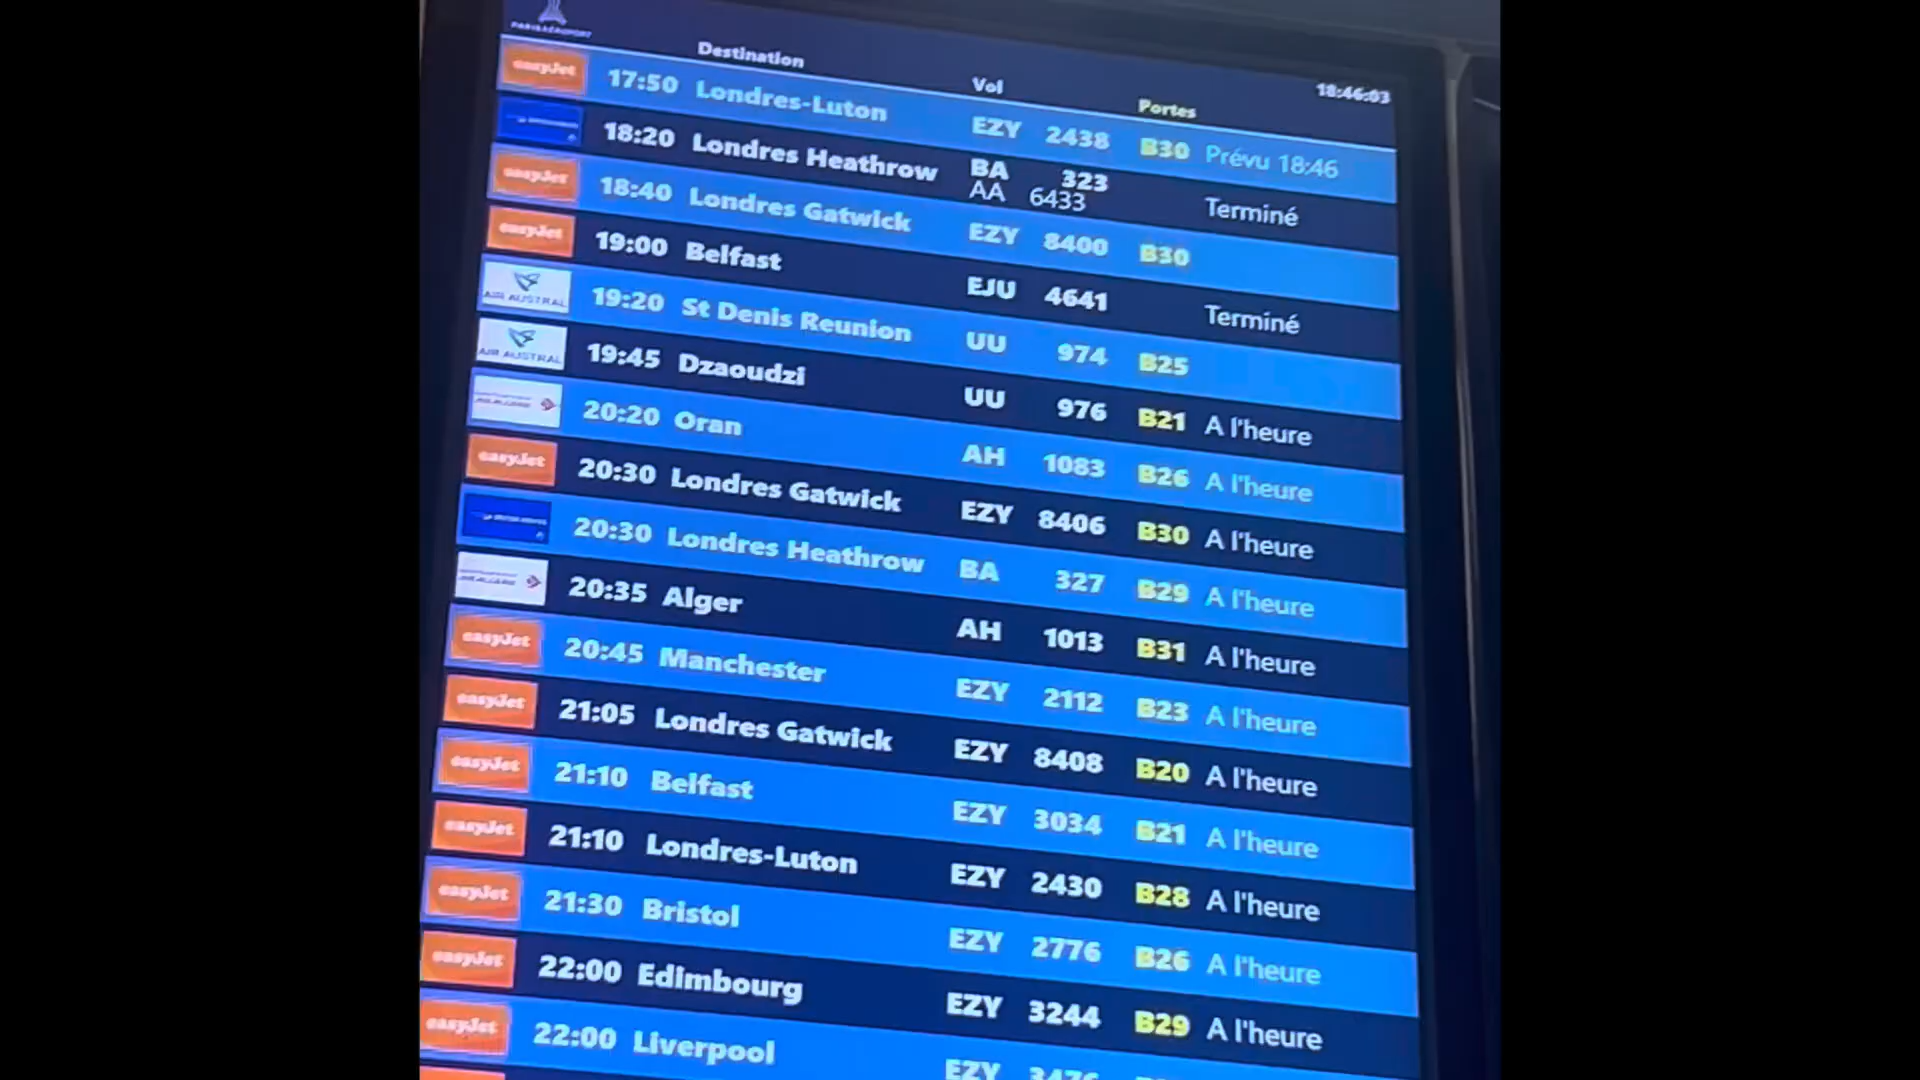 PARISAÉROPORT
Destination Vol Portes 18:46:03
easyJet 17:50 Londres-Luton EZY 2438 B30 Prévu 18:46
18:20 Londres Heathrow BA 323 Terminé
AA 6433
easyJet 18:40 Londres Gatwick EZY 8400 B30
easyJet 19:00 Belfast EJU 4641 Terminé
AIR AUSTRAL 19:20 St Denis Reunion UU 974 B25
AIR AUSTRAL 19:45 Dzaoudzi UU 976 B21 A l'heure
AIR ALGERIE 20:20 Oran AH 1083 B26 A l'heure
easyJet 20:30 Londres Gatwick EZY 8406 B30 A l'heure
20:30 Londres Heathrow BA 327 B29 A l'heure
AIR ALGERIE 20:35 Alger AH 1013 B31 A l'heure
easyJet 20:45 Manchester EZY 2112 B23 A l'heure
easyJet 21:05 Londres Gatwick EZY 8408 B20 A l'heure
easyJet 21:10 Belfast EZY 3034 B21 A l'heure
easyJet 21:10 Londres-Luton EZY 2430 B28 A l'heure
easyJet 21:30 Bristol EZY 2776 B26 A l'heure
easyJet 22:00 Edimbourg EZY 3244 B29 A l'heure
easyJet 22:00 Liverpool EZY 3476